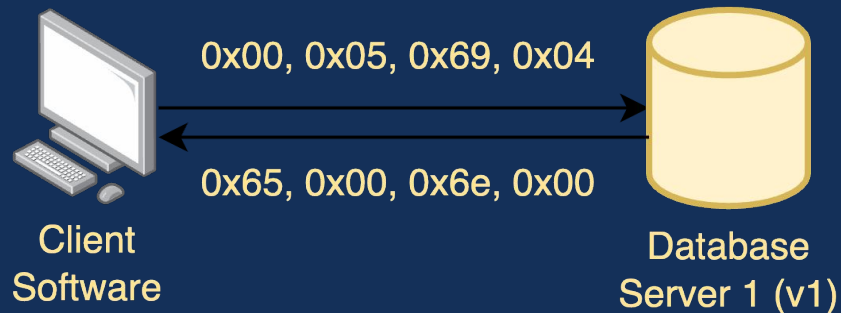 0x00, 0x05, 0x69, 0x04
0x65, 0x00, 0x6e, 0x00
Client
Software
Database
Server 1 (v1)